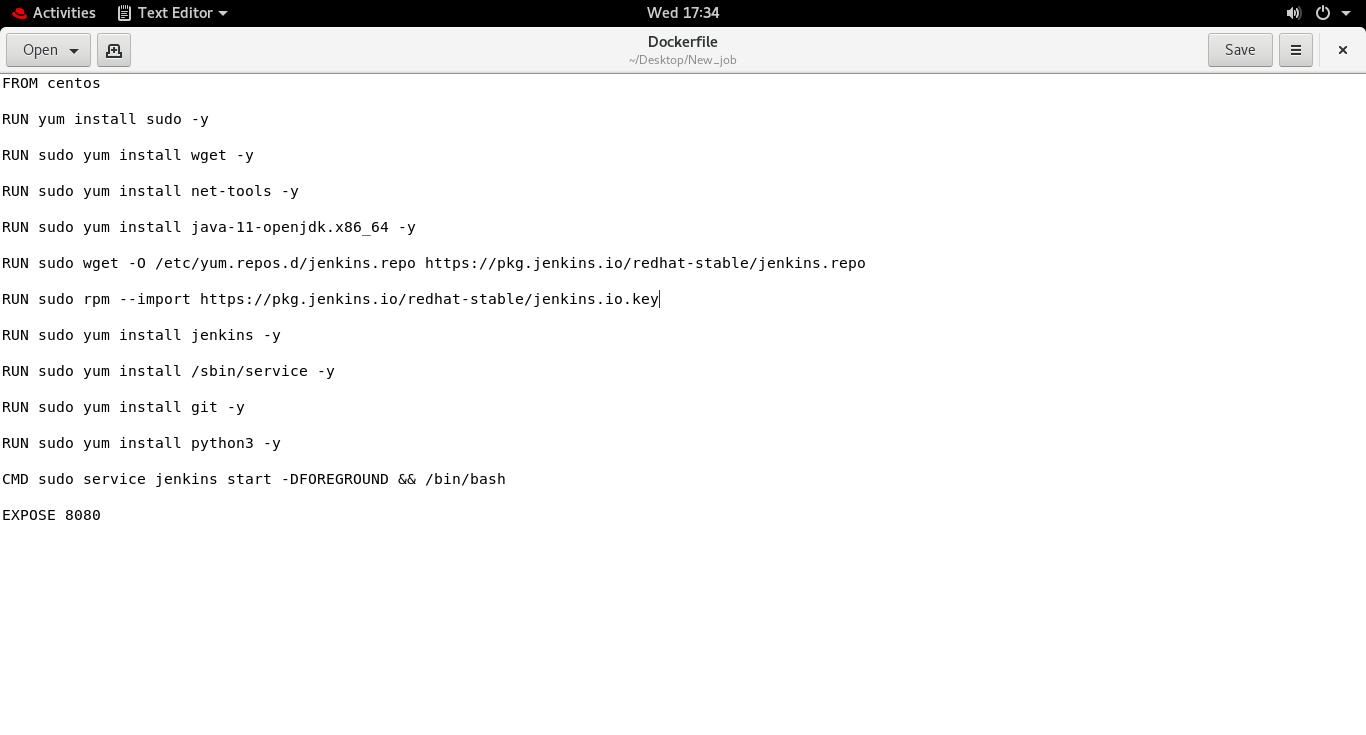 Activities Text Editor Wed 17:34
Open Dockerfile Save
~/Desktop/New_job
FROM centos
RUN yum install sudo -y
RUN sudo yum install wget -y
RUN sudo yum install net-tools -y
RUN sudo yum install java-11-openjdk.x86_64 -y
RUN sudo wget -O /etc/yum.repos.d/jenkins.repo https://pkg.jenkins.io/redhat-stable/jenkins.repo
RUN sudo rpm --import https://pkg.jenkins.io/redhat-stable/jenkins.io.key
RUN sudo yum install jenkins -y
RUN sudo yum install /sbin/service -y
RUN sudo yum install git -y
RUN sudo yum install python3 -y
CMD sudo service jenkins start -DFOREGROUND && /bin/bash
EXPOSE 8080